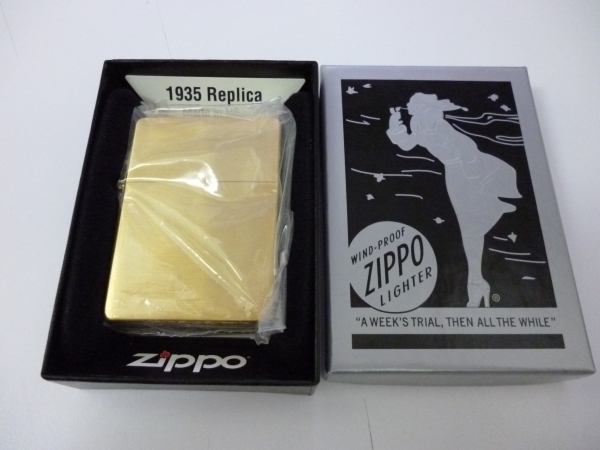 1935 Replica
zippo
WIND-PROOF
ZIPPO
LIGHTER
®
"A WEEK'S TRIAL, THEN ALL THE WHILE"